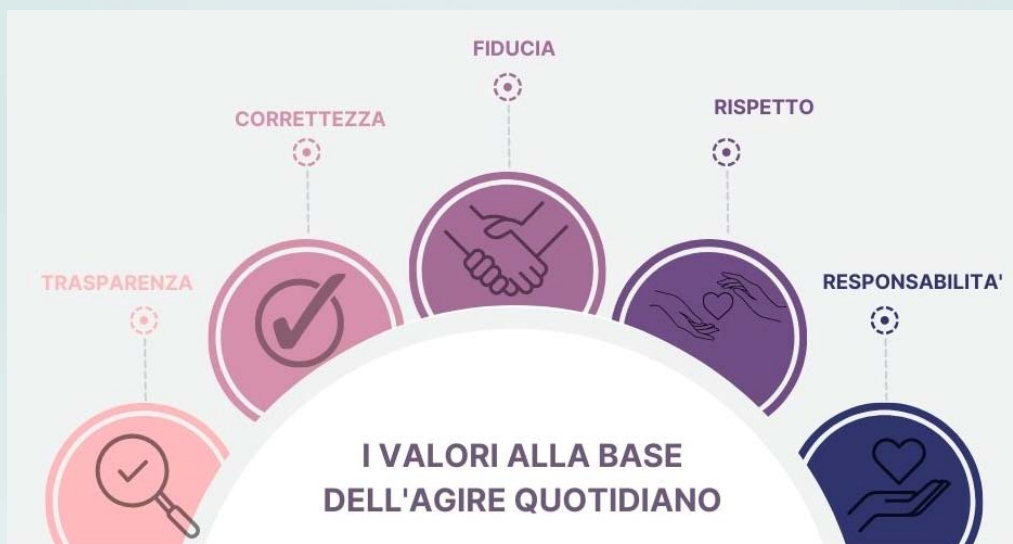 FIDUCIA
RISPETTO
CORRETTEZZA
TRASPARENZA
RESPONSABILITA'
I VALORI ALLA BASE
DELL'AGIRE QUOTIDIANO